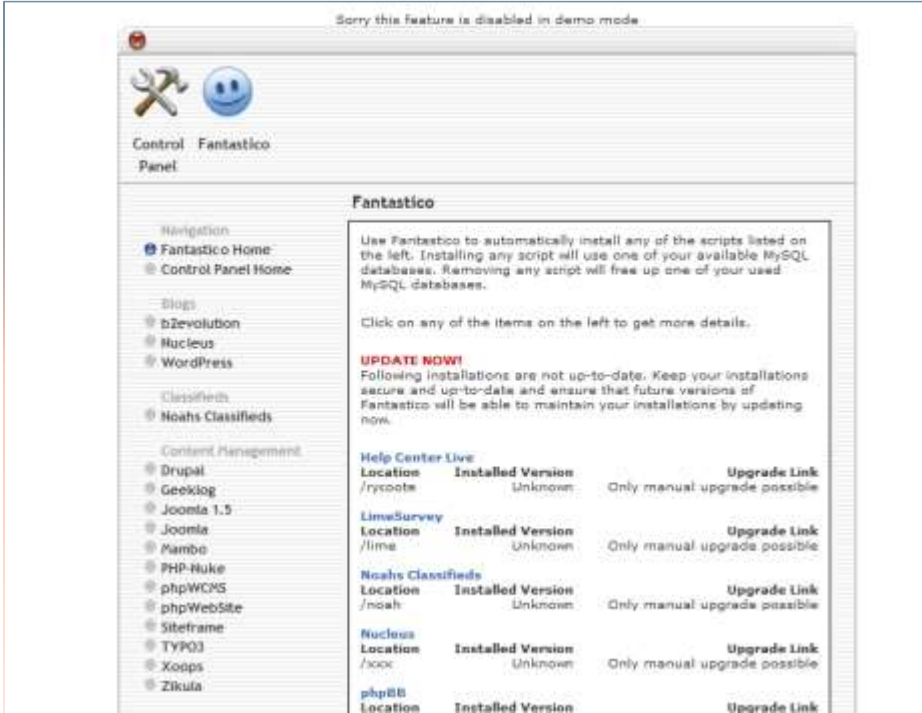 Sorry this feature is disabled in demo mode
Control Fantastico
Panel
Fantastico
Navigation
Fantastico Home
Control Panel Home
Blogs
b2evolution
Nucleus
WordPress
Classifieds
Noahs Classifieds
Content Management
Drupal
Geeklog
Joomla 1.5
Joomla
Mambo
PHP-Nuke
phpWCMS
phpWebSite
Siteframe
TYPO3
Xoops
Zikula
Use Fantastico to automatically install any of the scripts listed on
the left. Installing any script will use one of your available MySQL
databases. Removing any script will free up one of your used
MySQL databases.
Click on any of the items on the left to get more details.
UPDATE NOW!
Following installations are not up-to-date. Keep your installations
secure and up-to-date and ensure that future versions of
Fantastico will be able to maintain your installations by updating
now.
Help Center Live
Location Installed Version Upgrade Link
/rycoote Unknown Only manual upgrade possible
LimeSurvey
Location Installed Version Upgrade Link
/lime Unknown Only manual upgrade possible
Noahs Classifieds
Location Installed Version Upgrade Link
/noah Unknown Only manual upgrade possible
Nucleus
Location Installed Version Upgrade Link
/xxx Unknown Only manual upgrade possible
phpBB
Location Installed Version Upgrade Link